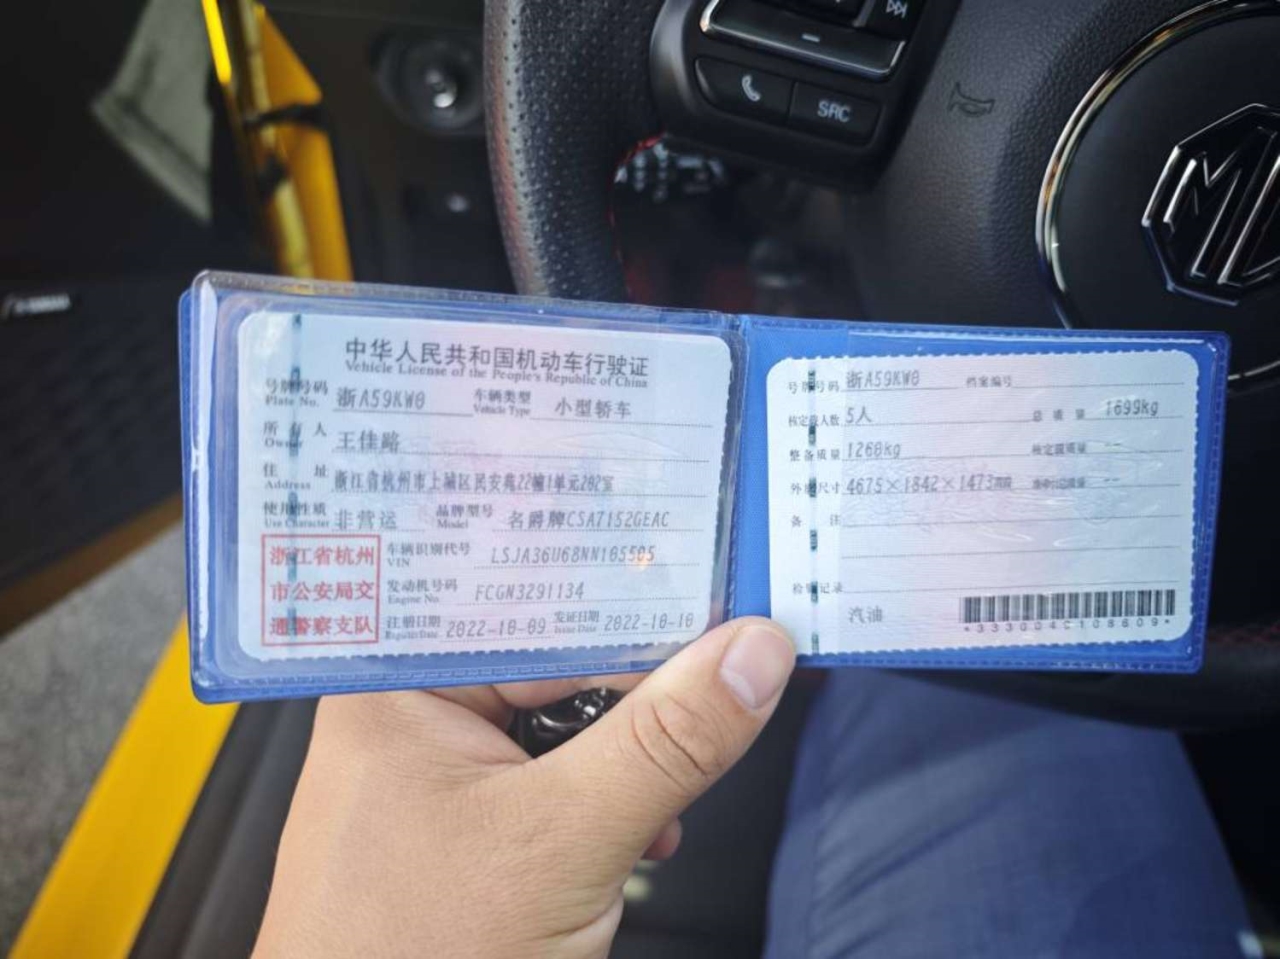 SRC
MG
中华人民共和国机动车行驶证
Vehicle License of the People's Republic of China
号牌号码 浙A59KW0 车辆类型 小型轿车
Plate No. Vehicle Type
所有人 王佳
Owner
住址 浙江省杭州市上城区民安苑22幢1单元202室
Address
使用性质 非营运 品牌型号 名爵牌CSA7152GEAC
Use Character Model
浙江省杭州
市公安局交
通警察支队
车辆识别代号 LSJA36U68NN105505
VIN
发动机号码 FCGN3291134
Engine No.
注册日期 2022-10-09 发证日期 2022-10-10
Register Date Issue Date
号牌号码 浙A59KW0 档案编号
核定载人数 5人 总质量 1699kg
整备质量 1260kg 核定载质量 --
外廓尺寸 4675×1842×1473mm --
备注
检验记录
汽油
*3330040108609*